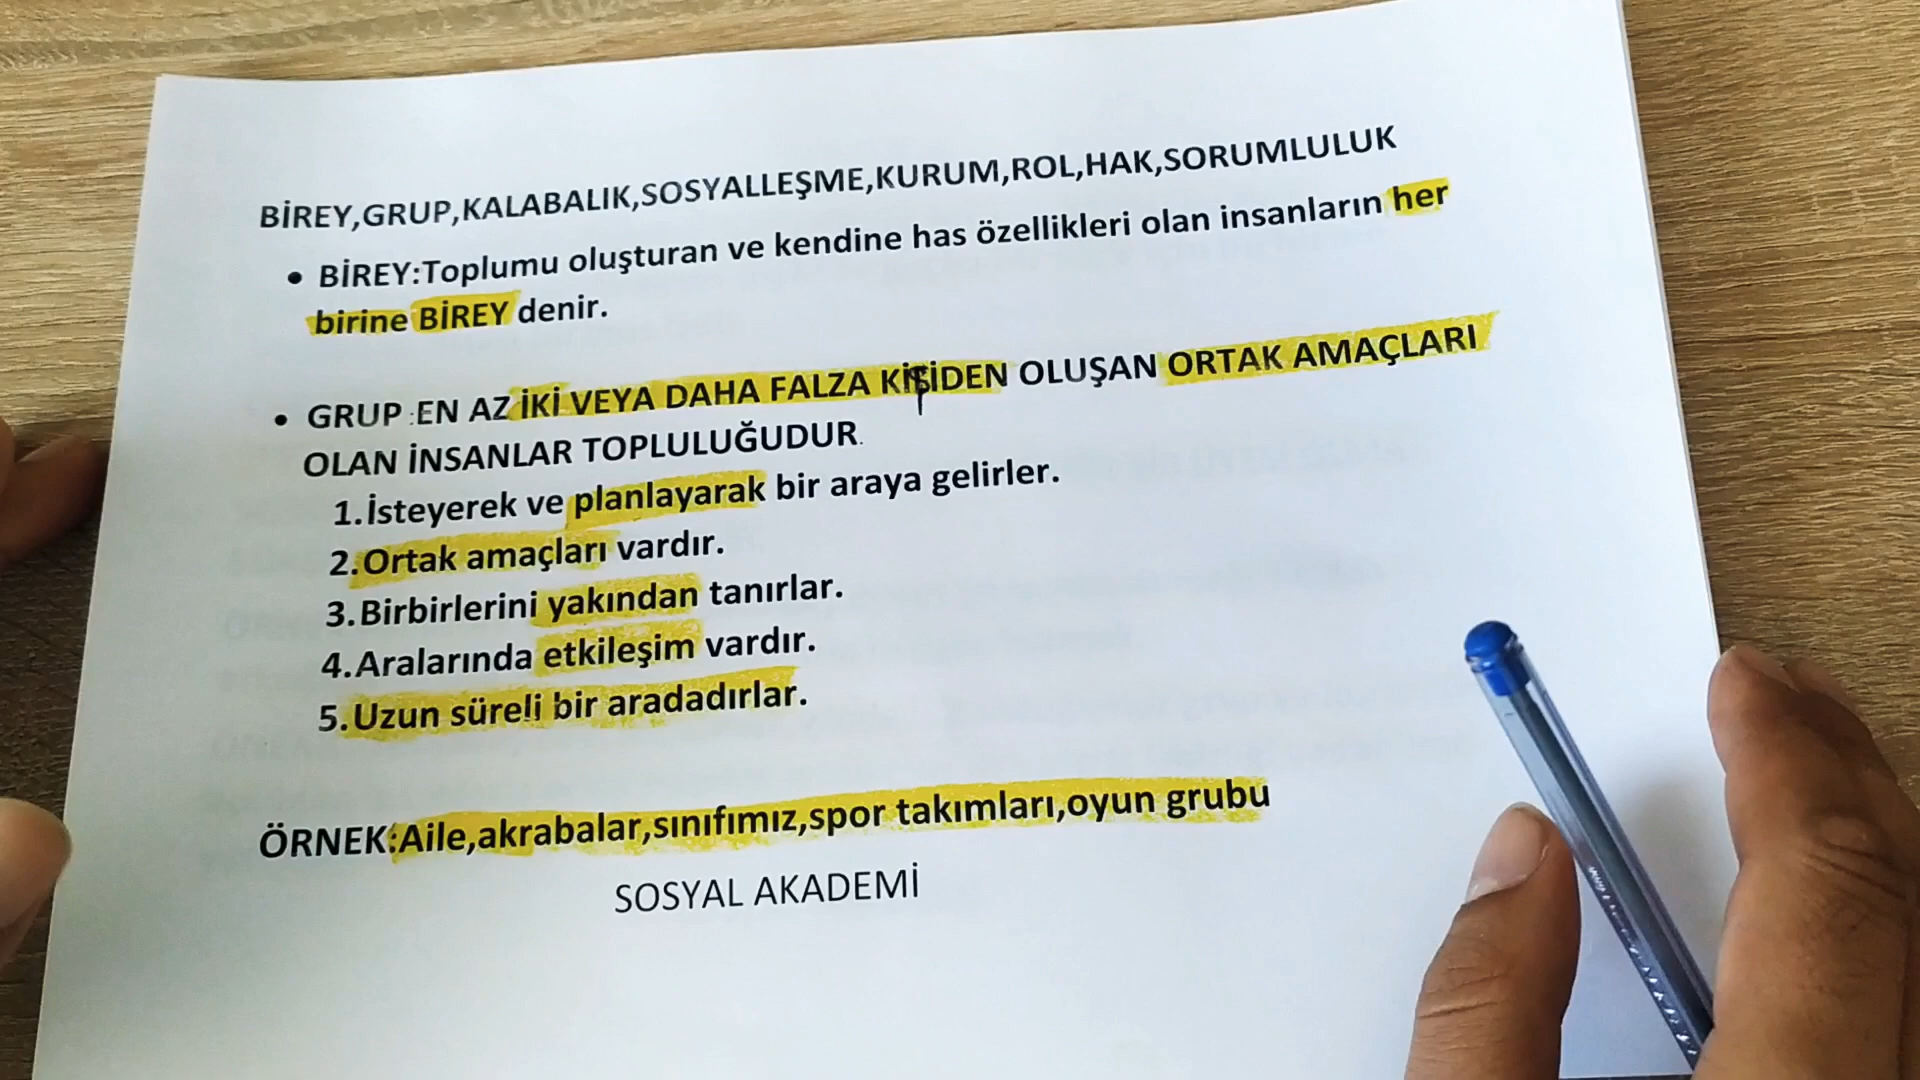 BİREY,GRUP,KALABALIK,SOSYALLEŞME,KURUM,ROL,HAK,SORUMLULUK
• BİREY:Toplumu oluşturan ve kendine has özellikleri olan insanların her
birine BİREY denir.
• GRUP :EN AZ İKİ VEYA DAHA FALZA KİŞİDEN OLUŞAN ORTAK AMAÇLARI
OLAN İNSANLAR TOPLULUĞUDUR.
1.İsteyerek ve planlayarak bir araya gelirler.
2.Ortak amaçları vardır.
3.Birbirlerini yakından tanırlar.
4.Aralarında etkileşim vardır.
5.Uzun süreli bir aradadırlar.
ÖRNEK:Aile,akrabalar,sınıfımız,spor takımları,oyun grubu
SOSYAL AKADEMİ